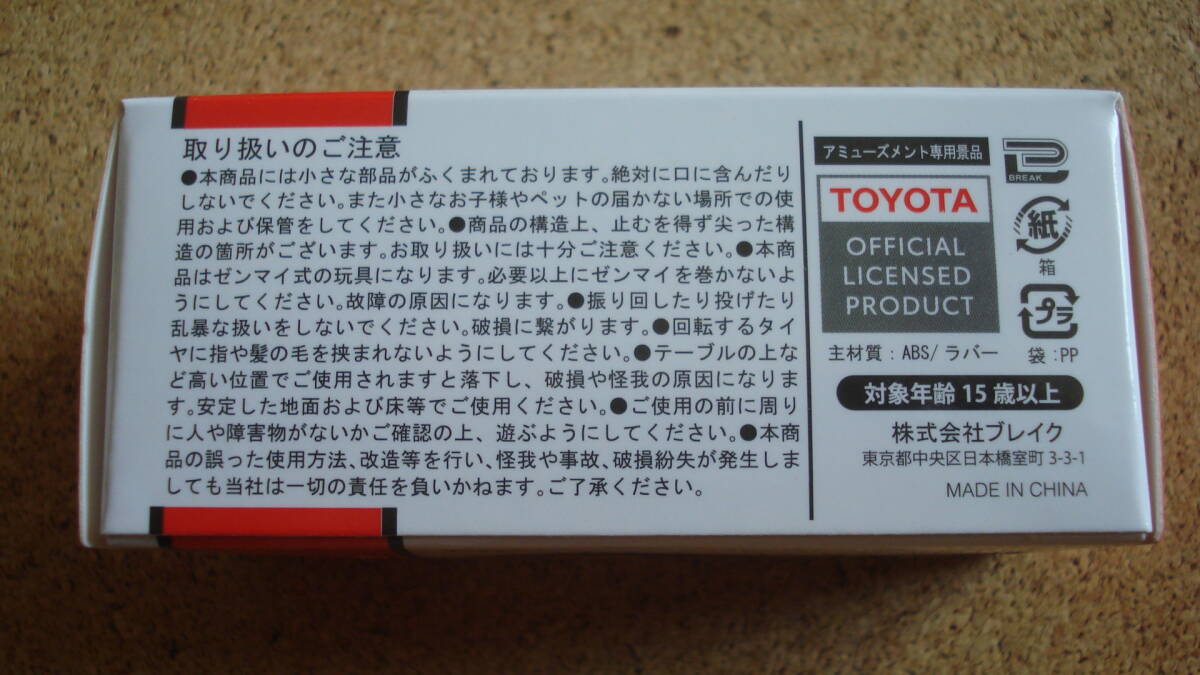 取り扱いのご注意
●本商品には小さな部品がふくまれております。絶対に口に含んだり
しないでください。また小さなお子様やペットの届かない場所での使
用および保管をしてください。●商品の構造上、止むを得ず尖った構
造の箇所がございます。お取り扱いには十分ご注意ください。●本商
品はゼンマイ式の玩具になります。必要以上にゼンマイを巻かないよ
うにしてください。故障の原因になります。●振り回したり投げたり
乱暴な扱いをしないでください。破損に繋がります。●回転するタイ
ヤに指や髪の毛を挟まれないようにしてください。●テーブルの上な
ど高い位置でご使用されますと落下し、破損や怪我の原因になりま
す。安定した地面および床等でご使用ください。●ご使用の前に周り
に人や障害物がないかご確認の上、遊ぶようにしてください。●本商
品の誤った使用方法、改造等を行い、怪我や事故、破損紛失が発生しま
しても当社は一切の責任を負いかねます。ご了承ください。
アミューズメント専用景品
BREAK
TOYOTA
OFFICIAL
LICENSED
PRODUCT
紙
箱
プラ
主材質：ABS/ラバー
袋：PP
対象年齢15歳以上
株式会社ブレイク
東京都中央区日本橋室町3-3-1
MADE IN CHINA